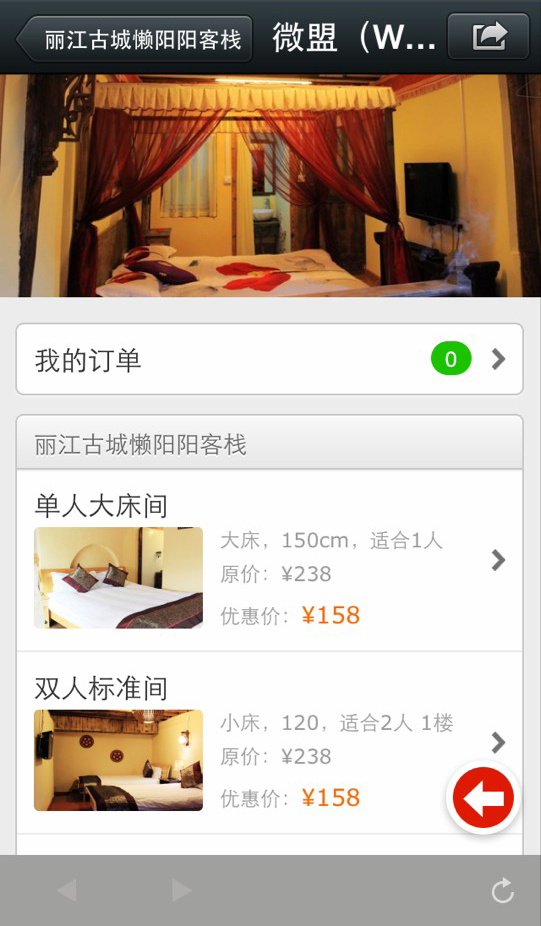 丽江古城懒阳阳客栈
微盟（W...
我的订单
0
丽江古城懒阳阳客栈
单人大床间
大床，150cm，适合1人
原价：¥238
优惠价：¥158
双人标准间
小床，120，适合2人 1楼
原价：¥238
优惠价：¥158